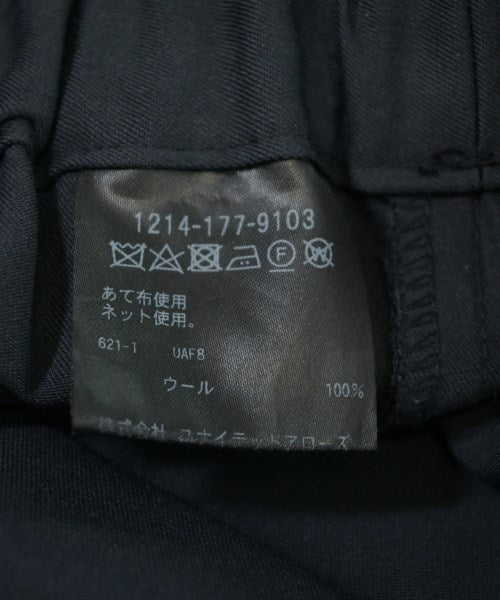 1214-177-9103
あて布使用
ネット使用。
621-1 UAF8
ウール 100%
株式会社 ユナイテッドアローズ